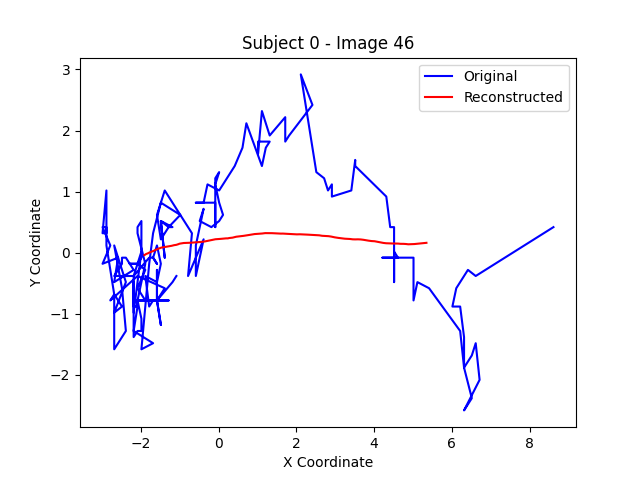 Subject 0 - Image 46
Original
Reconstructed
3
2
1
0
−1
−2
Y Coordinate
−2
0
2
4
6
8
X Coordinate